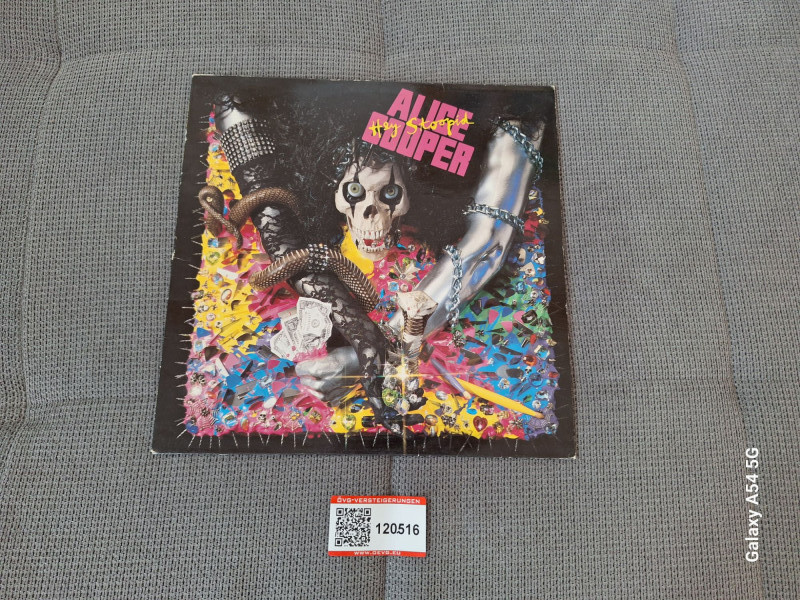 ALICE
Hey Stoopid
COOPER
ÖVG-VERSTEIGERUNGEN
120516
WWW.OEVG.EU
Galaxy A54 5G